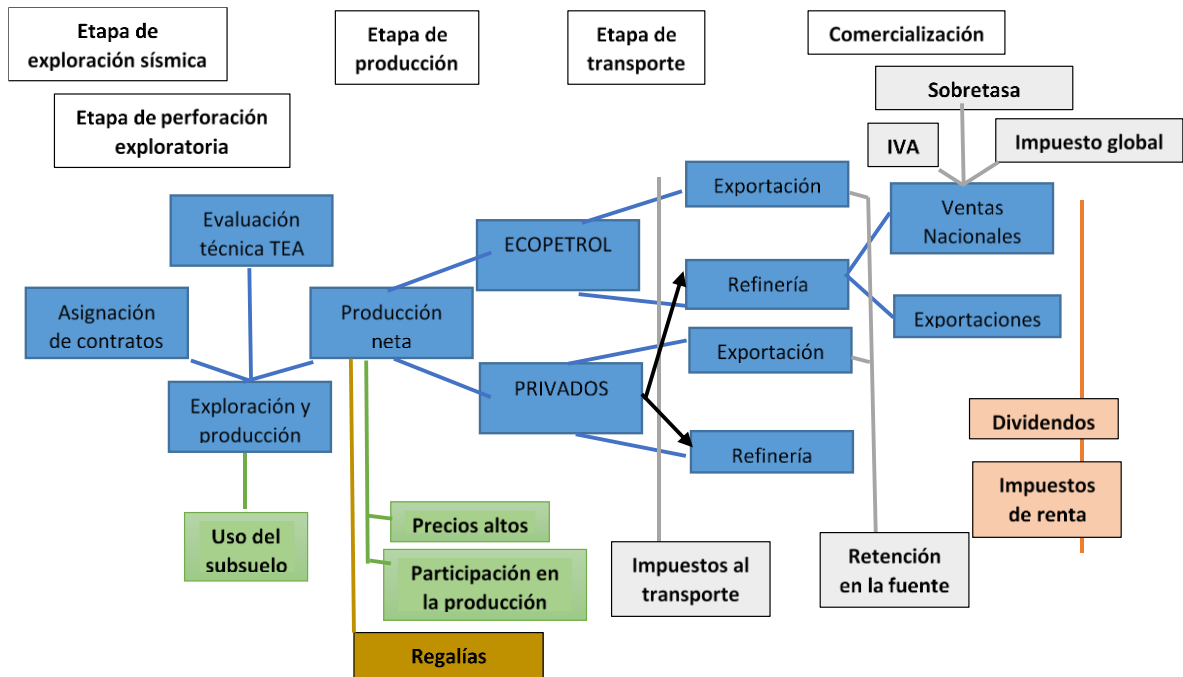 Etapa de
exploración sísmica
Etapa de
producción
Etapa de
transporte
Comercialización
Sobretasa
Etapa de perforación
exploratoria
IVA
Impuesto global
Exportación
Evaluación
técnica TEA
ECOPETROL
Ventas
Nacionales
Refinería
Asignación
de contratos
Producción
neta
Exportaciones
Exportación
PRIVADOS
Exploración y
producción
Dividendos
Refinería
Impuestos
de renta
Precios altos
Uso del
subsuelo
Participación en
la producción
Impuestos al
transporte
Retención
en la fuente
Regalías